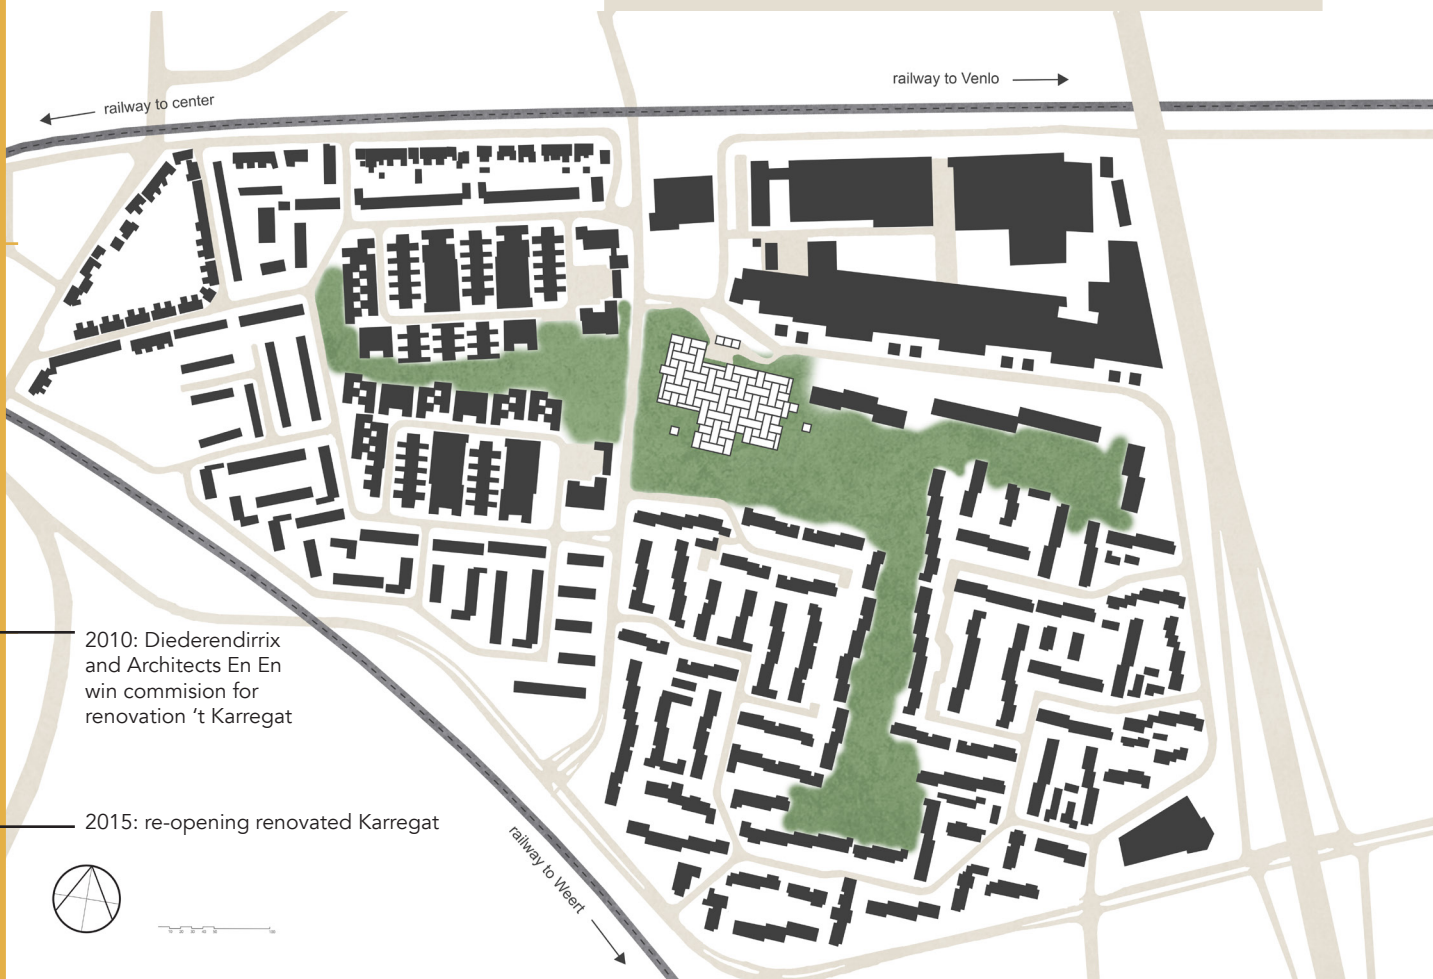 railway to center
railway to Venlo
2010: Diederendirrix
and Architects En En
win commision for
renovation ‘t Karregat
2015: re-opening renovated Karregat
railway to Weert